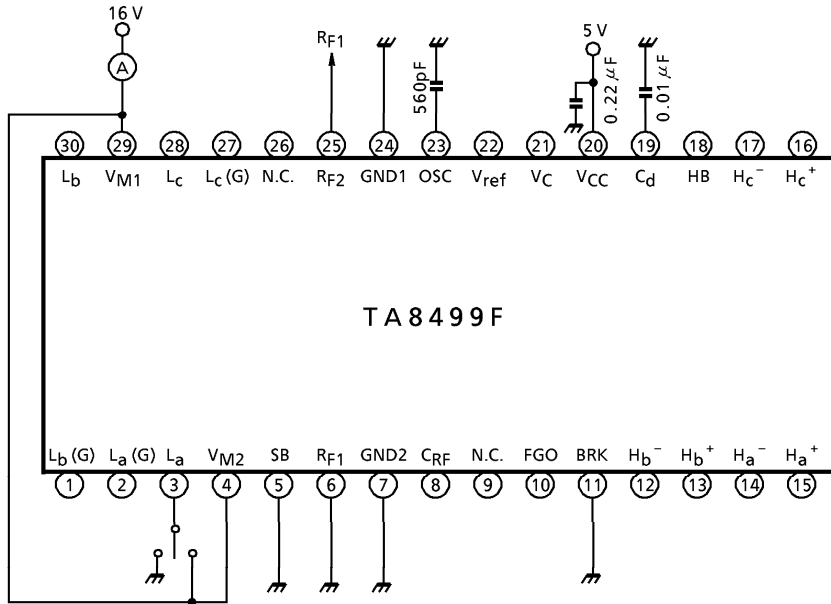 16 V
5 V
A
RF1
560pF
0.22 μF
0.01 μF
30 29 28 27 26 25 24 23 22 21 20 19 18 17 16
Lb VM1 Lc Lc (G) N.C. RF2 GND1 OSC Vref VC VCC Cd HB Hc⁻ Hc⁺
TA8499F
Lb (G) La (G) La VM2 SB RF1 GND2 CRF N.C. FGO BRK Hb⁻ Hb⁺ Ha⁻ Ha⁺
1 2 3 4 5 6 7 8 9 10 11 12 13 14 15